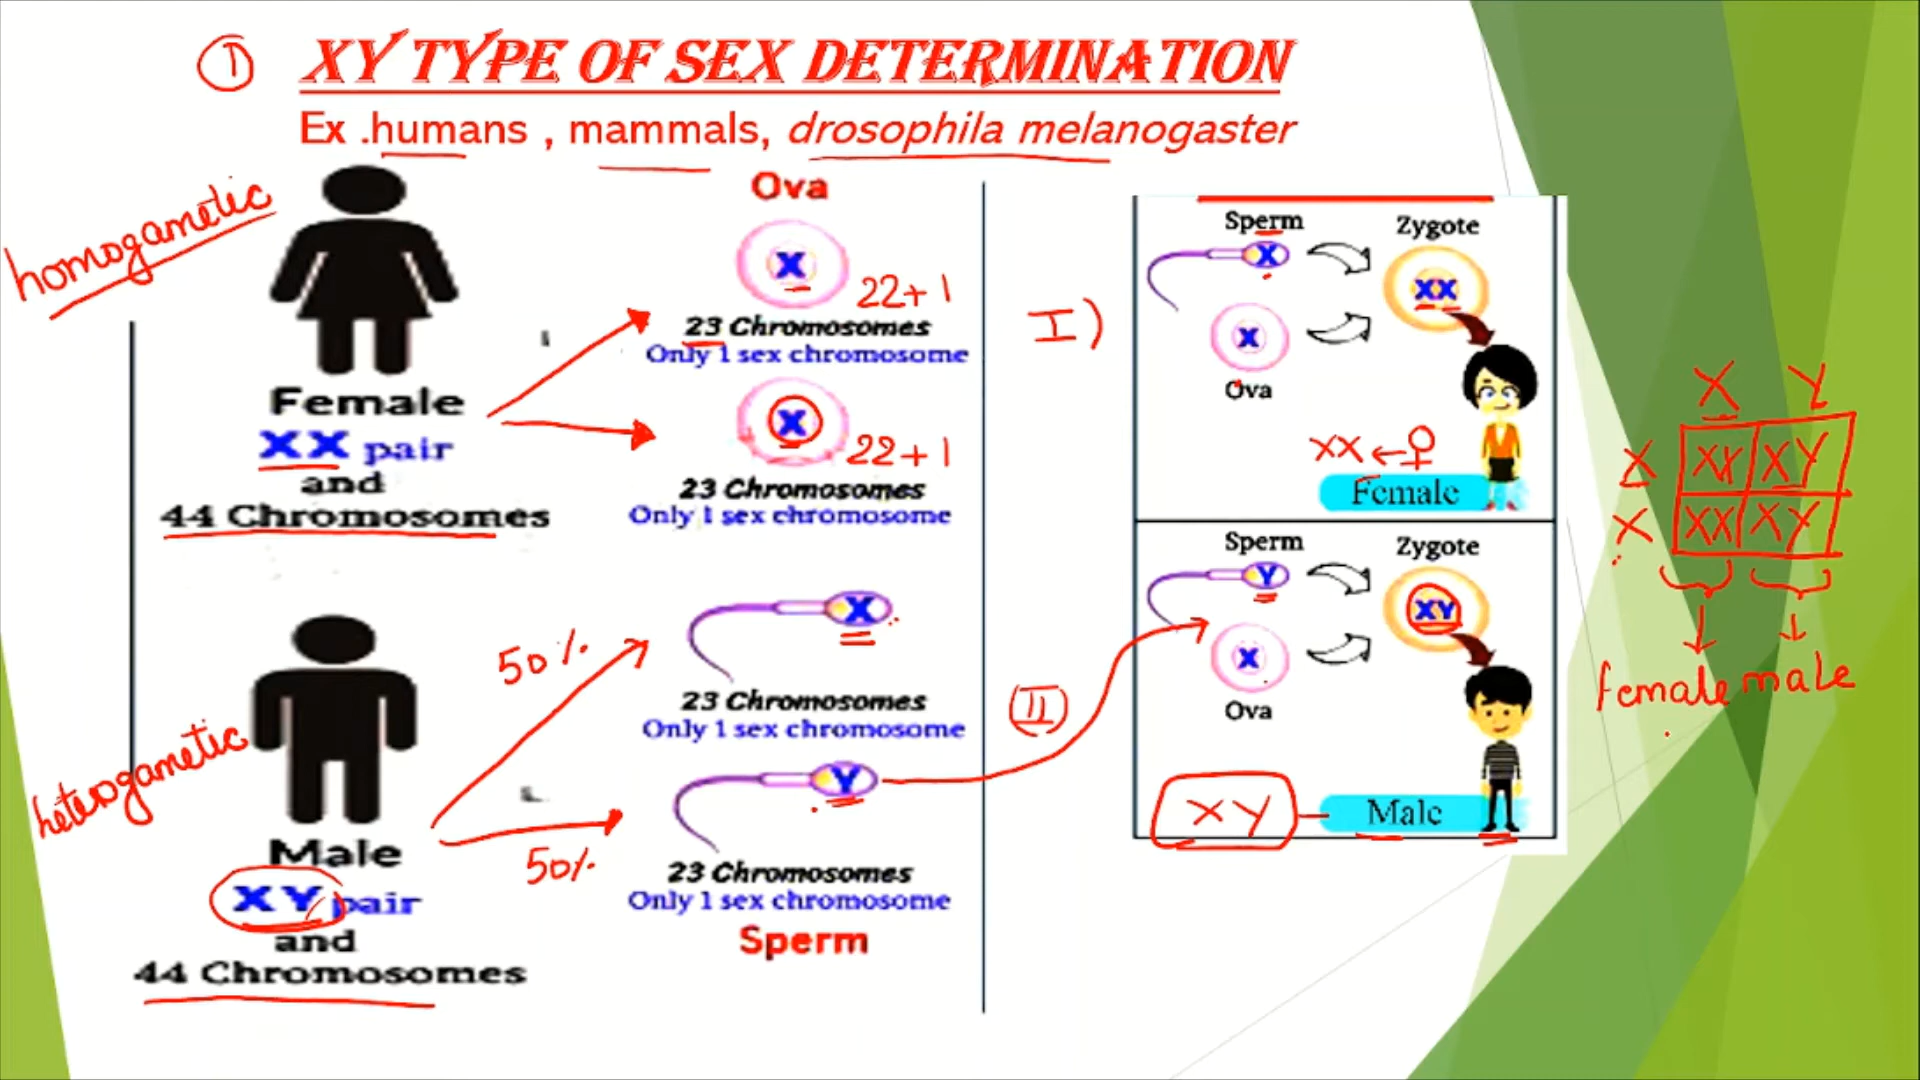 ① XY TYPE OF SEX DETERMINATION
Ex .humans , mammals, drosophila melanogaster
homogametic
Female
XX pair
and
44 Chromosomes
Ova
X
22+1
23 Chromosomes
Only 1 sex chromosome
X
22+1
23 Chromosomes
Only 1 sex chromosome
heterogametic
Male
XY pair
and
44 Chromosomes
50%
X
23 Chromosomes
Only 1 sex chromosome
50%
Y
23 Chromosomes
Only 1 sex chromosome
Sperm
I)
Sperm Zygote
X XX
X
Ova
XX ← ♀
Female
II
Sperm Zygote
Y XY
X
Ova
XY Male
X Y
X XX XY
X XX XY
female male